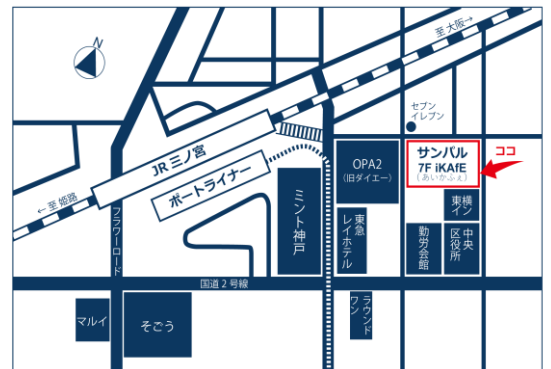 N
至 大阪→
セブン
イレブン
JR 三ノ宮
ポートライナー
←至 姫路
フラワーロード
OPA2
(旧ダイエー)
サンパル
7F iKAfE
(あいかふぇ)
ココ
ミント神戸
東急
レイホテル
東横
イン
勤労会館
中央
区役所
国道2号線
マルイ
そごう
ラウンド
ワン